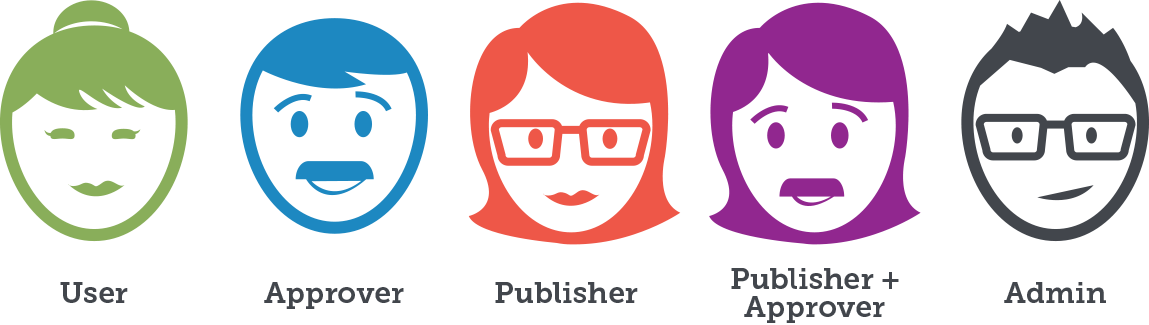 User
Approver
Publisher
Publisher +
Approver
Admin